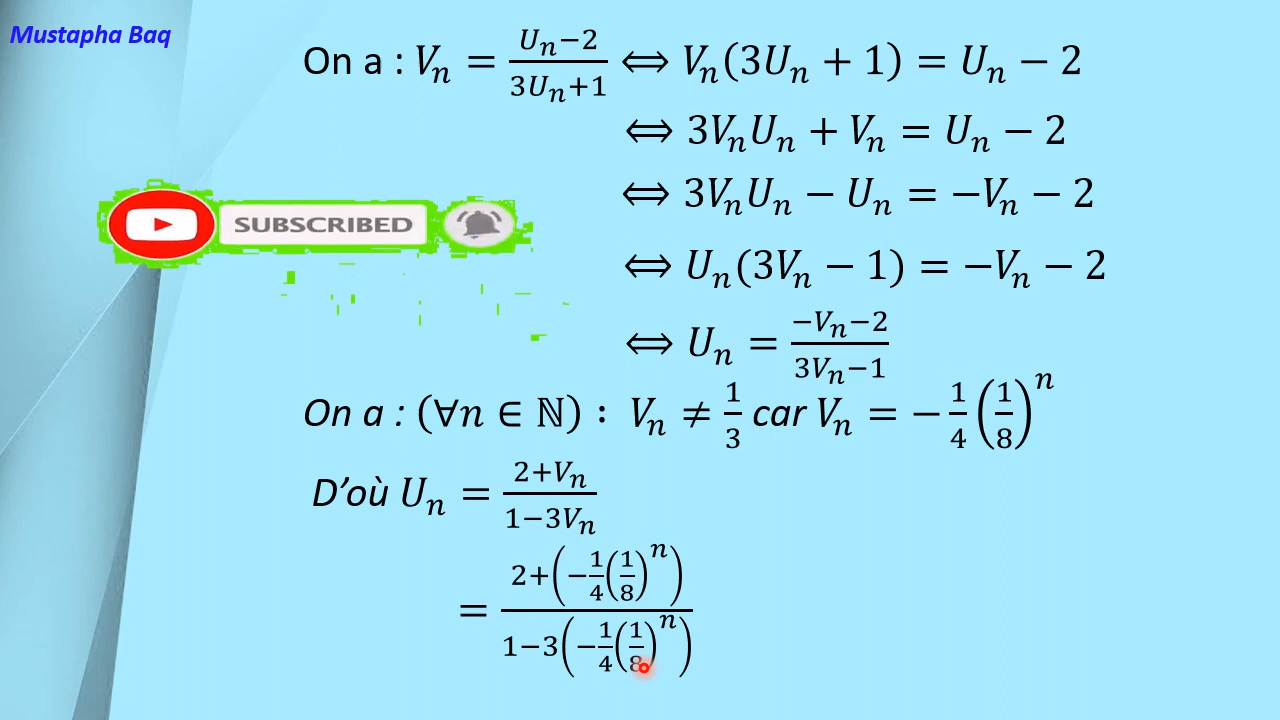 Mustapha Baq
On a : Vₙ = (Uₙ−2)/(3Uₙ+1) ⟺ Vₙ(3Uₙ + 1) = Uₙ − 2
⟺ 3VₙUₙ + Vₙ = Uₙ − 2
⟺ 3VₙUₙ − Uₙ = −Vₙ − 2
SUBSCRIBED
⟺ Uₙ(3Vₙ − 1) = −Vₙ − 2
⟺ Uₙ = (−Vₙ−2)/(3Vₙ−1)
On a : (∀n ∈ ℕ) : Vₙ ≠ 1/3 car Vₙ = −1/4 (1/8)ⁿ
D’où Uₙ = (2+Vₙ)/(1−3Vₙ)
= (2+(−1/4(1/8)ⁿ))/(1−3(−1/4(1/8)ⁿ))